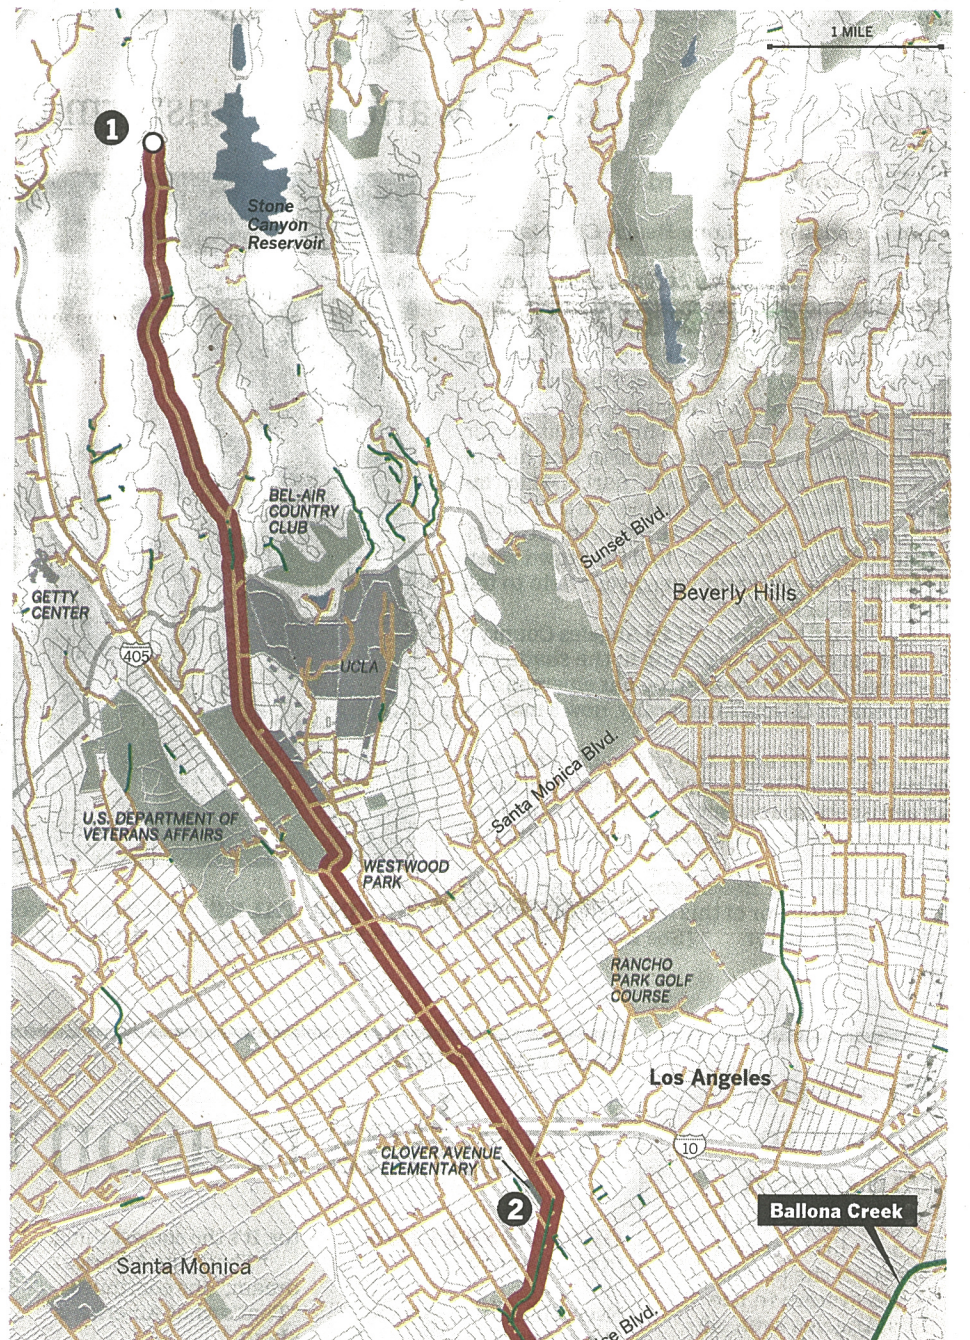 1 MILE
1
Stone
Canyon
Reservoir
BEL-AIR
COUNTRY
CLUB
Sunset Blvd.
GETTY
CENTER
Beverly Hills
405
UCLA
Santa Monica Blvd.
U.S. DEPARTMENT OF
VETERANS AFFAIRS
WESTWOOD
PARK
RANCHO
PARK GOLF
COURSE
Los Angeles
10
CLOVER AVENUE
ELEMENTARY
2
Ballona Creek
Santa Monica
Blvd.